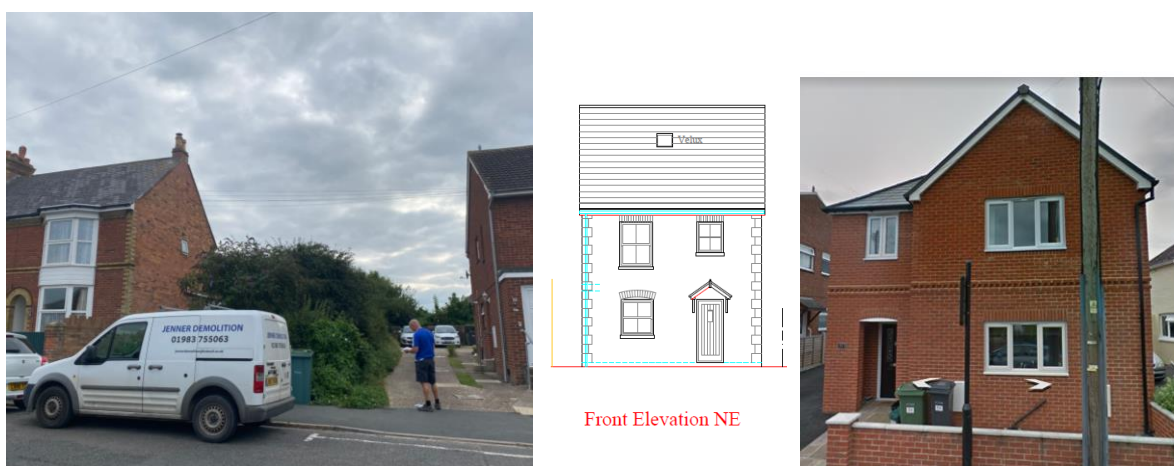 JENNER DEMOLITION
01983 755063
Velux
Front Elevation NE